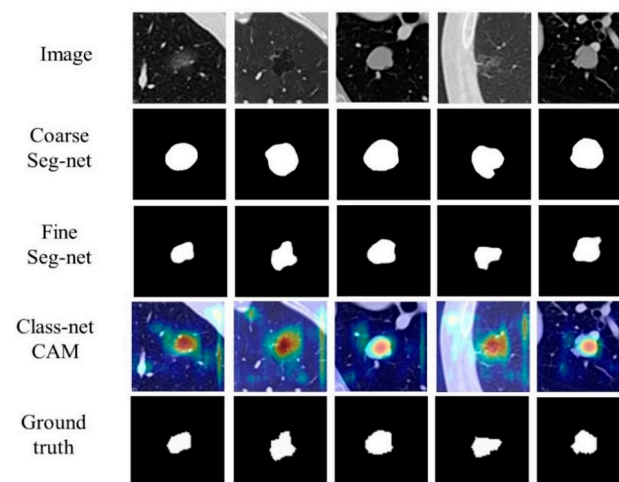 Image
Coarse
Seg-net
Fine
Seg-net
Class-net
CAM
Ground
truth